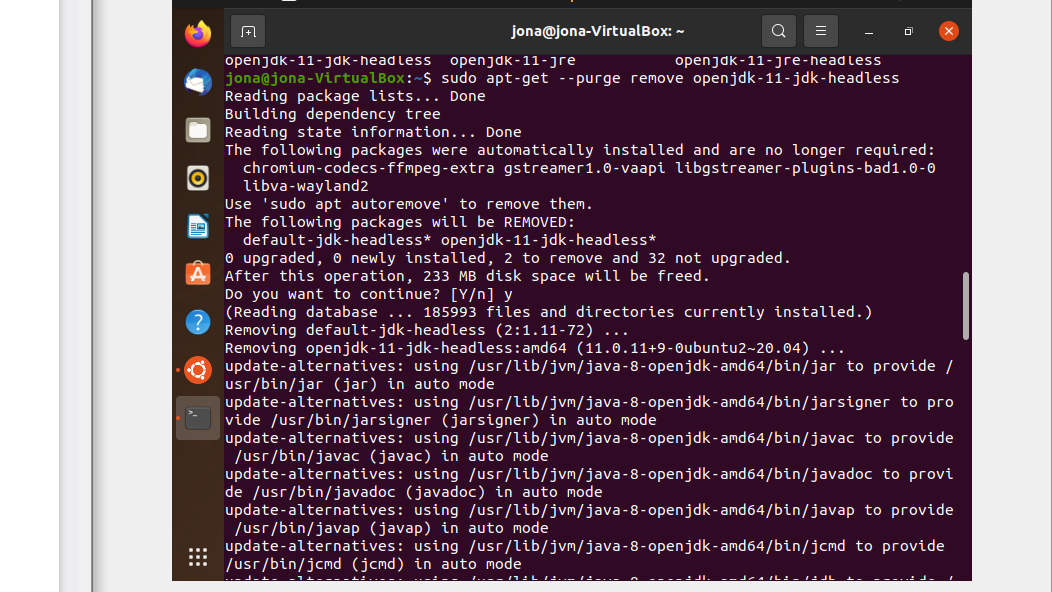 jona@jona-VirtualBox: ~
openjdk-11-jdk-headless  openjdk-11-jre           openjdk-11-jre-headless
jona@jona-VirtualBox:~$ sudo apt-get --purge remove openjdk-11-jdk-headless
Reading package lists... Done
Building dependency tree
Reading state information... Done
The following packages were automatically installed and are no longer required:
  chromium-codecs-ffmpeg-extra gstreamer1.0-vaapi libgstreamer-plugins-bad1.0-0
  libva-wayland2
Use 'sudo apt autoremove' to remove them.
The following packages will be REMOVED:
  default-jdk-headless* openjdk-11-jdk-headless*
0 upgraded, 0 newly installed, 2 to remove and 32 not upgraded.
After this operation, 233 MB disk space will be freed.
Do you want to continue? [Y/n] y
(Reading database ... 185993 files and directories currently installed.)
Removing default-jdk-headless (2:1.11-72) ...
Removing openjdk-11-jdk-headless:amd64 (11.0.11+9-0ubuntu2~20.04) ...
update-alternatives: using /usr/lib/jvm/java-8-openjdk-amd64/bin/jar to provide /
usr/bin/jar (jar) in auto mode
update-alternatives: using /usr/lib/jvm/java-8-openjdk-amd64/bin/jarsigner to pro
vide /usr/bin/jarsigner (jarsigner) in auto mode
update-alternatives: using /usr/lib/jvm/java-8-openjdk-amd64/bin/javac to provide
 /usr/bin/javac (javac) in auto mode
update-alternatives: using /usr/lib/jvm/java-8-openjdk-amd64/bin/javadoc to provi
de /usr/bin/javadoc (javadoc) in auto mode
update-alternatives: using /usr/lib/jvm/java-8-openjdk-amd64/bin/javap to provide
 /usr/bin/javap (javap) in auto mode
update-alternatives: using /usr/lib/jvm/java-8-openjdk-amd64/bin/jcmd to provide
/usr/bin/jcmd (jcmd) in auto mode